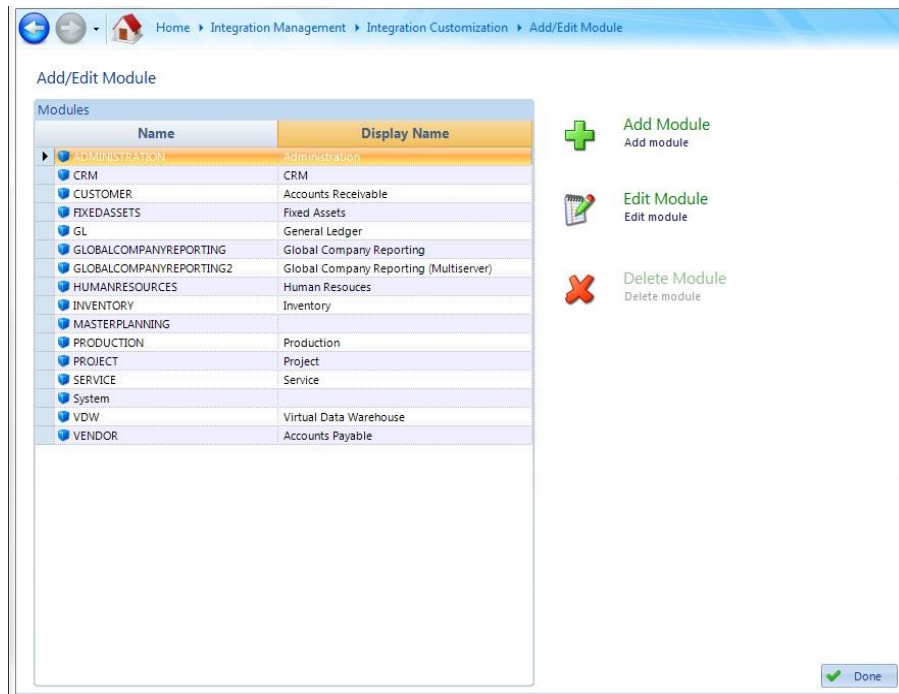 Home Integration Management Integration Customization Add/Edit Module
Add/Edit Module
Modules
Name Display Name
ADMINISTRATION Administration
CRM CRM
CUSTOMER Accounts Receivable
FIXEDASSETS Fixed Assets
GL General Ledger
GLOBALCOMPANYREPORTING Global Company Reporting
GLOBALCOMPANYREPORTING2 Global Company Reporting (Multiserver)
HUMANRESOURCES Human Resouces
INVENTORY Inventory
MASTERPLANNING
PRODUCTION Production
PROJECT Project
SERVICE Service
System
VDW Virtual Data Warehouse
VENDOR Accounts Payable
Add Module
Add module
Edit Module
Edit module
Delete Module
Delete module
Done